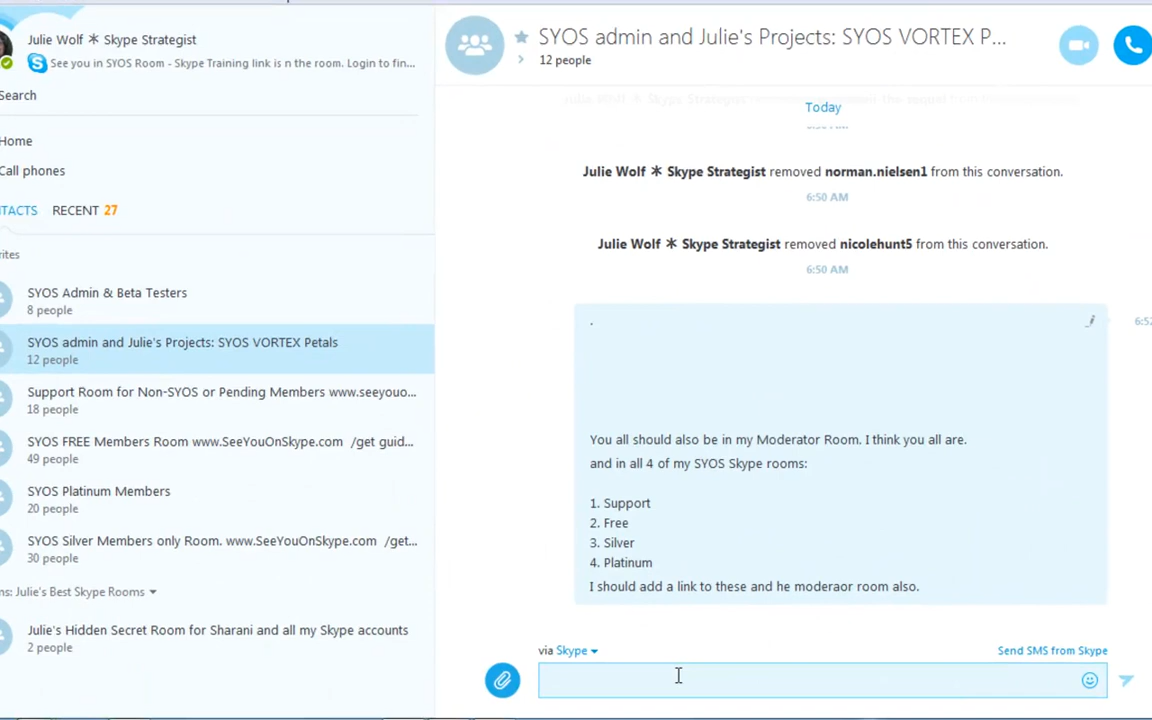 Julie Wolf ✳ Skype Strategist
See you in SYOS Room - Skype Training link is n the room. Login to fin...
Search
Home
Call phones
TACTS RECENT 27
rites
SYOS Admin & Beta Testers
8 people
SYOS admin and Julie's Projects: SYOS VORTEX Petals
12 people
Support Room for Non-SYOS or Pending Members www.seeyouo...
18 people
SYOS FREE Members Room www.SeeYouOnSkype.com /get guid...
49 people
SYOS Platinum Members
20 people
SYOS Silver Members only Room. www.SeeYouOnSkype.com /get...
30 people
ms: Julie's Best Skype Rooms
Julie's Hidden Secret Room for Sharani and all my Skype accounts
2 people
SYOS admin and Julie's Projects: SYOS VORTEX P...
12 people
Today
Julie Wolf ✳ Skype Strategist removed norman.nielsen1 from this conversation.
6:50 AM
Julie Wolf ✳ Skype Strategist removed nicolehunt5 from this conversation.
6:50 AM
.
6:52
You all should also be in my Moderator Room. I think you all are.
and in all 4 of my SYOS Skype rooms:
1. Support
2. Free
3. Silver
4. Platinum
I should add a link to these and he moderaor room also.
via Skype
Send SMS from Skype